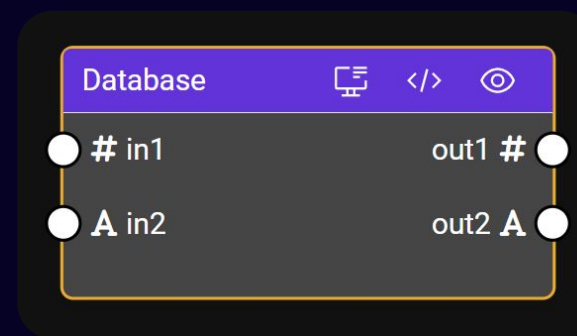 Database </>
# in1 out1 #
A in2 out2 A